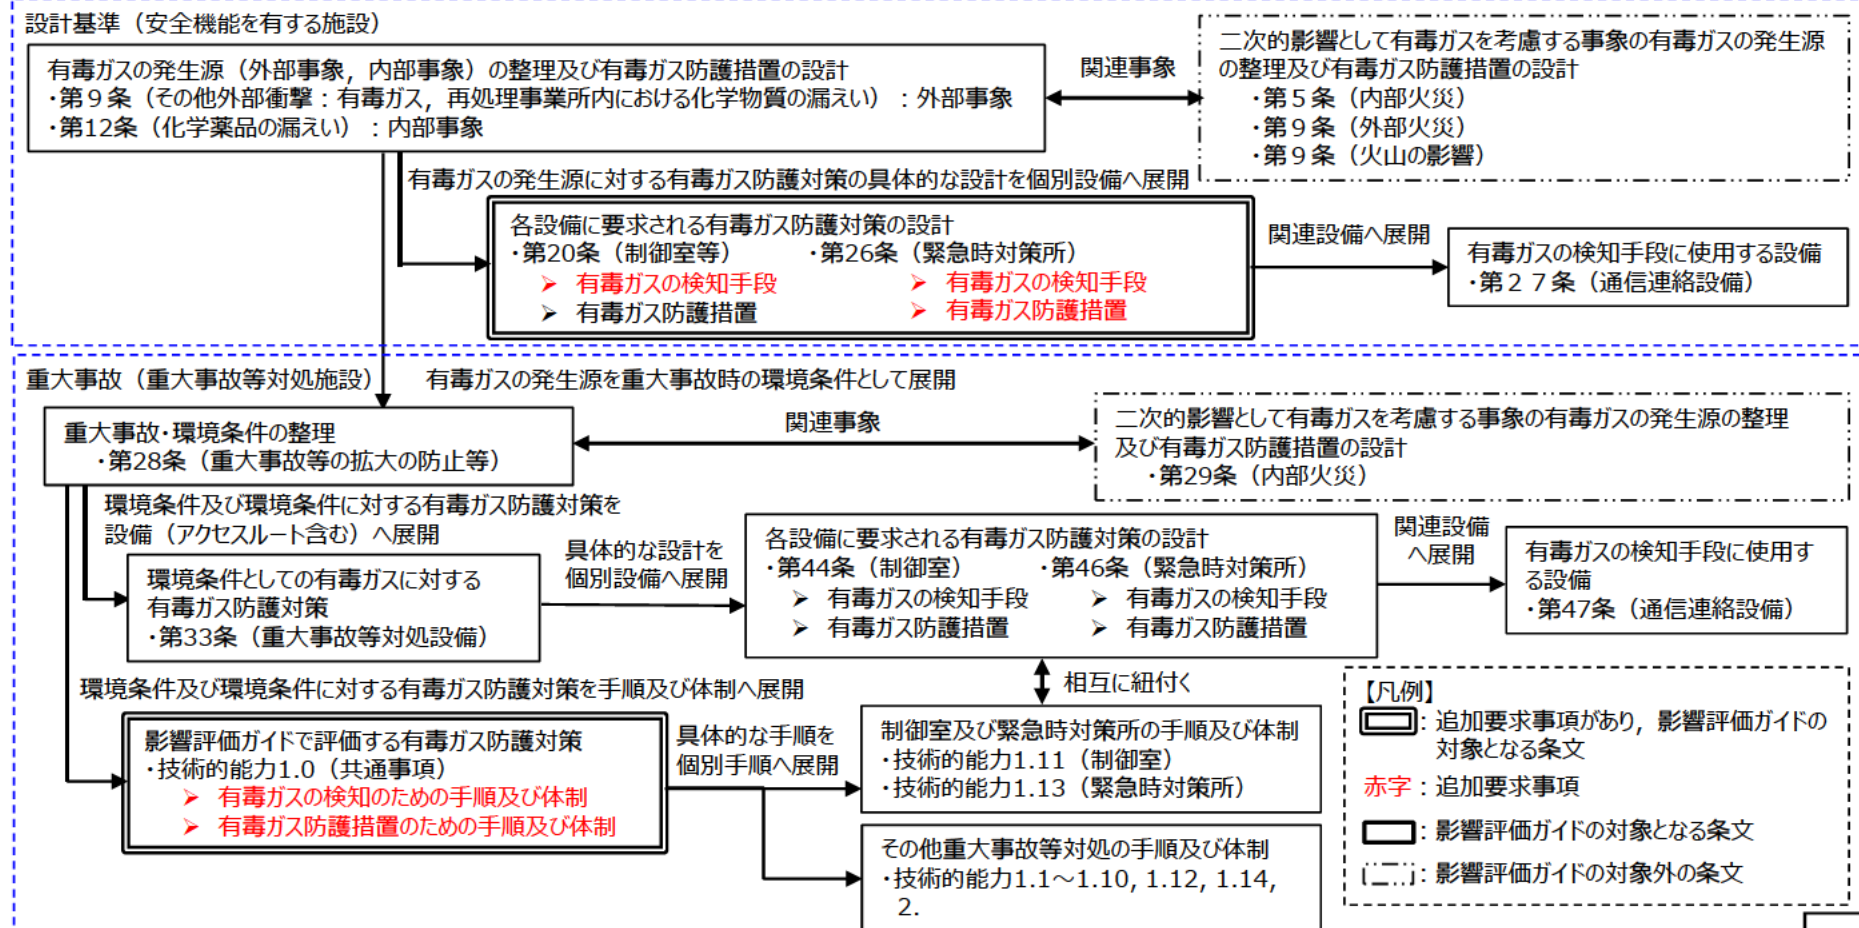 設計基準（安全機能を有する施設）
有毒ガスの発生源（外部事象，内部事象）の整理及び有毒ガス防護措置の設計
・第９条（その他外部衝撃：有毒ガス，再処理事業所内における化学物質の漏えい）：外部事象
・第12条（化学薬品の漏えい）：内部事象
関連事象
二次的影響として有毒ガスを考慮する事象の有毒ガスの発生源
の整理及び有毒ガス防護措置の設計
・第５条（内部火災）
・第９条（外部火災）
・第９条（火山の影響）
有毒ガスの発生源に対する有毒ガス防護対策の具体的な設計を個別設備へ展開
各設備に要求される有毒ガス防護対策の設計
・第20条（制御室等）
➢ 有毒ガスの検知手段
➢ 有毒ガス防護措置
・第26条（緊急時対策所）
➢ 有毒ガスの検知手段
➢ 有毒ガス防護措置
関連設備へ展開
有毒ガスの検知手段に使用する設備
・第２７条（通信連絡設備）
重大事故（重大事故等対処施設）
有毒ガスの発生源を重大事故時の環境条件として展開
重大事故・環境条件の整理
・第28条（重大事故等の拡大の防止等）
関連事象
二次的影響として有毒ガスを考慮する事象の有毒ガスの発生源の整理
及び有毒ガス防護措置の設計
・第29条（内部火災）
環境条件及び環境条件に対する有毒ガス防護対策を
設備（アクセスルート含む）へ展開
環境条件としての有毒ガスに対する
有毒ガス防護対策
・第33条（重大事故等対処設備）
具体的な設計を
個別設備へ展開
各設備に要求される有毒ガス防護対策の設計
・第44条（制御室）
➢ 有毒ガスの検知手段
➢ 有毒ガス防護措置
・第46条（緊急時対策所）
➢ 有毒ガスの検知手段
➢ 有毒ガス防護措置
関連設備
へ展開
有毒ガスの検知手段に使用す
る設備
・第47条（通信連絡設備）
環境条件及び環境条件に対する有毒ガス防護対策を手順及び体制へ展開
相互に紐付く
影響評価ガイドで評価する有毒ガス防護対策
・技術的能力1.0（共通事項）
➢ 有毒ガスの検知のための手順及び体制
➢ 有毒ガス防護措置のための手順及び体制
具体的な手順を
個別手順へ展開
制御室及び緊急時対策所の手順及び体制
・技術的能力1.11（制御室）
・技術的能力1.13（緊急時対策所）
その他重大事故等対処の手順及び体制
・技術的能力1.1～1.10, 1.12, 1.14,
2.
【凡例】
：追加要求事項があり，影響評価ガイドの
対象となる条文
赤字：追加要求事項
：影響評価ガイドの対象となる条文
：影響評価ガイドの対象外の条文